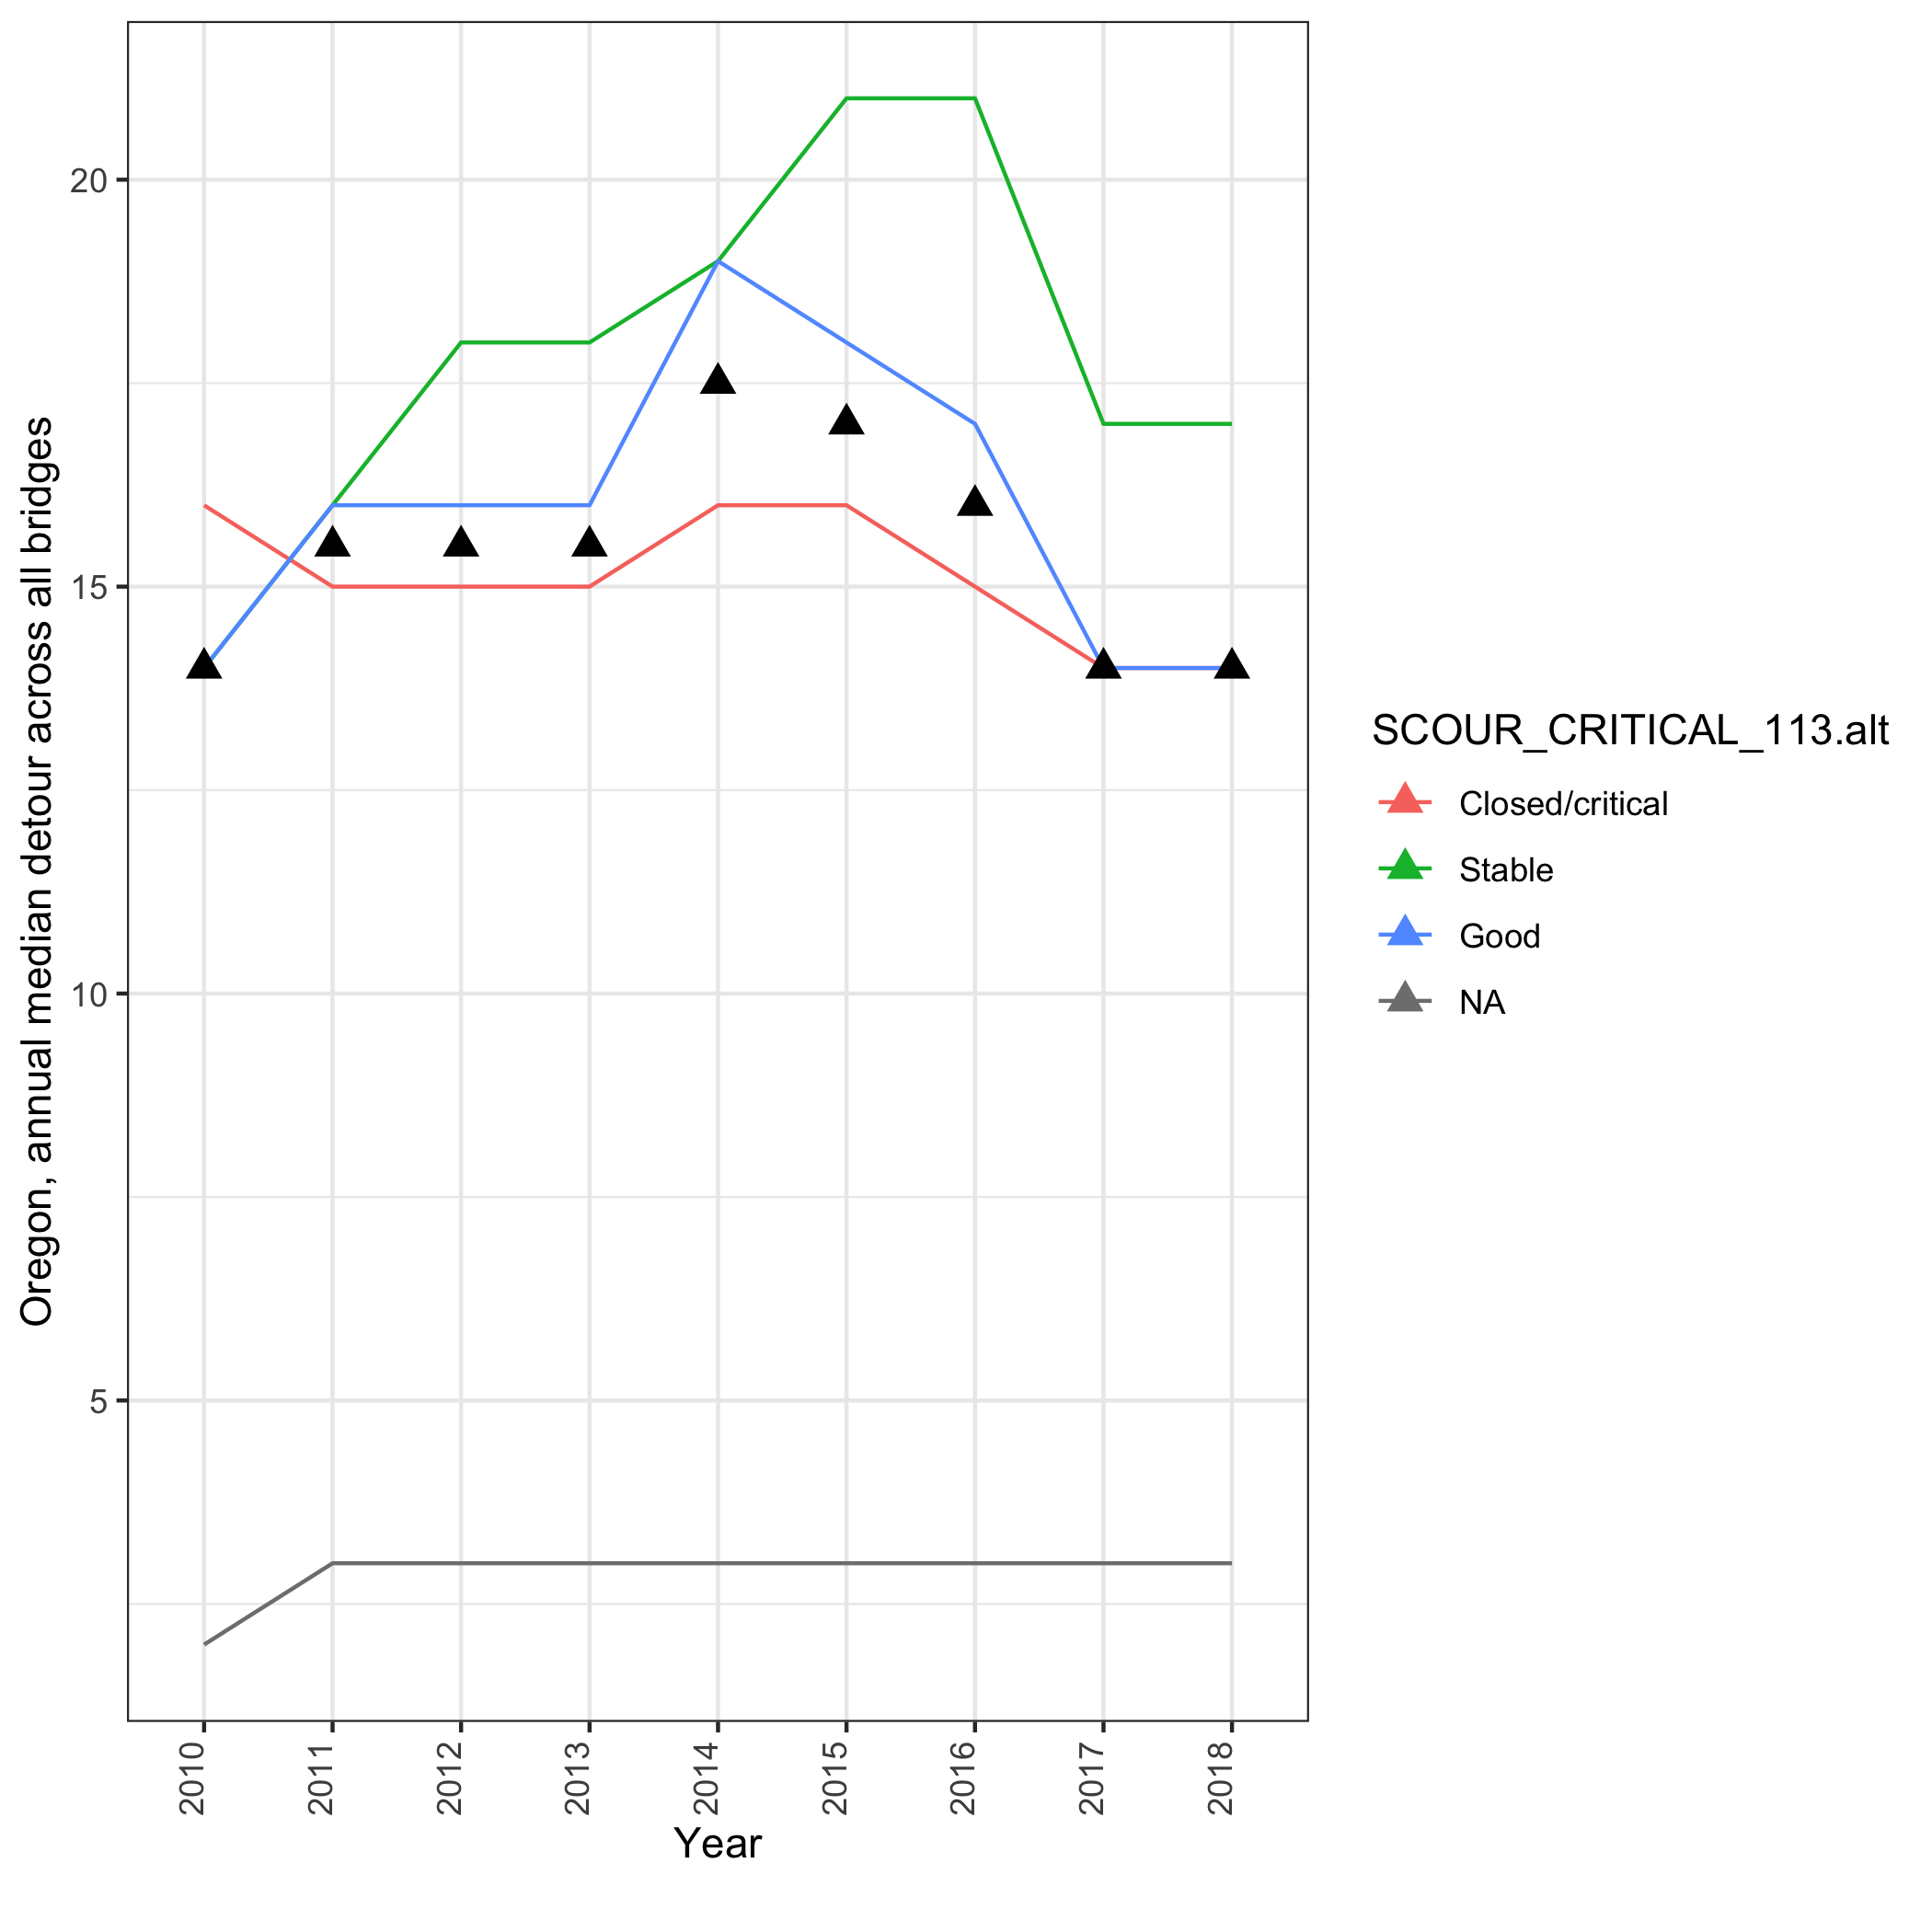 Oregon, annual median detour across all bridges
20
15
10
5
2010
2011
2012
2013
2014
2015
2016
2017
2018
Year
SCOUR_CRITICAL_113.alt
Closed/critical
Stable
Good
NA